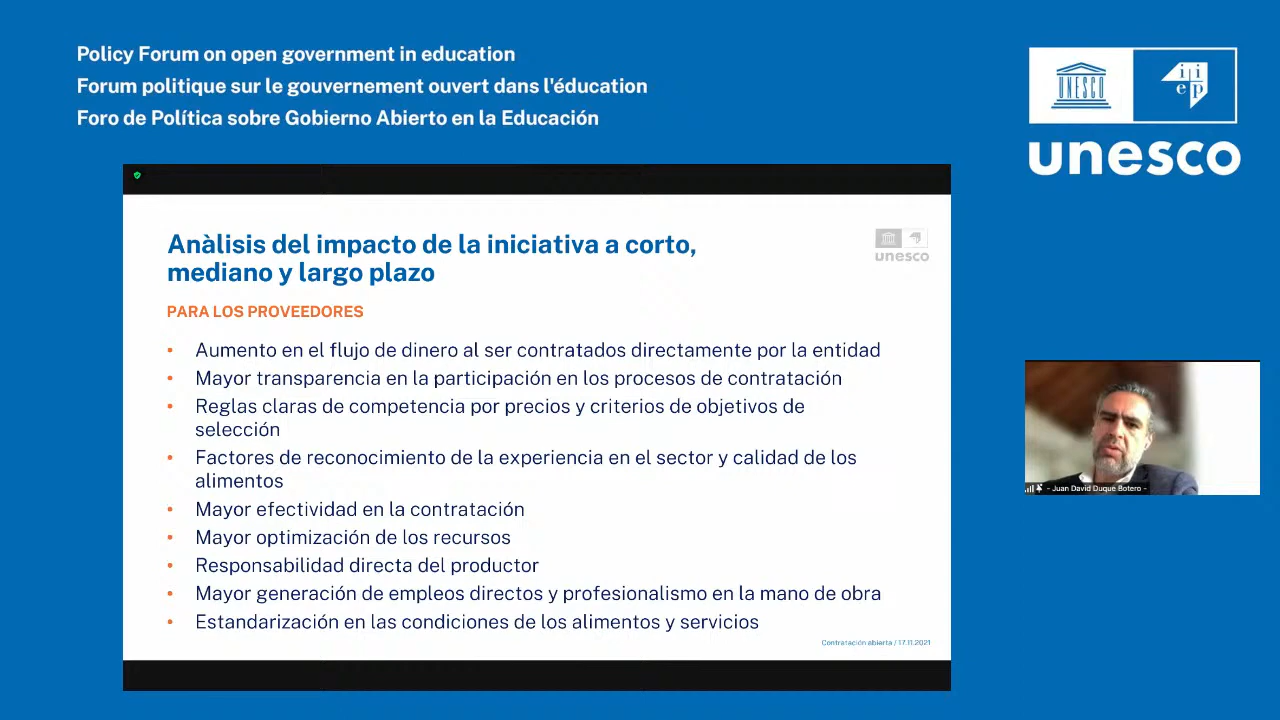 Policy Forum on open government in education
Forum politique sur le gouvernement ouvert dans l'éducation
Foro de Política sobre Gobierno Abierto en la Educación
UNESCO
i i
e p
unesco
Anàlisis del impacto de la iniciativa a corto,
mediano y largo plazo
unesco
PARA LOS PROVEEDORES
• Aumento en el flujo de dinero al ser contratados directamente por la entidad
• Mayor transparencia en la participación en los procesos de contratación
• Reglas claras de competencia por precios y criterios de objetivos de
selección
• Factores de reconocimiento de la experiencia en el sector y calidad de los
alimentos
• Mayor efectividad en la contratación
• Mayor optimización de los recursos
• Responsabilidad directa del productor
• Mayor generación de empleos directos y profesionalismo en la mano de obra
• Estandarización en las condiciones de los alimentos y servicios
Contratación abierta / 17.11.2021
- Juan David Duque Botero -